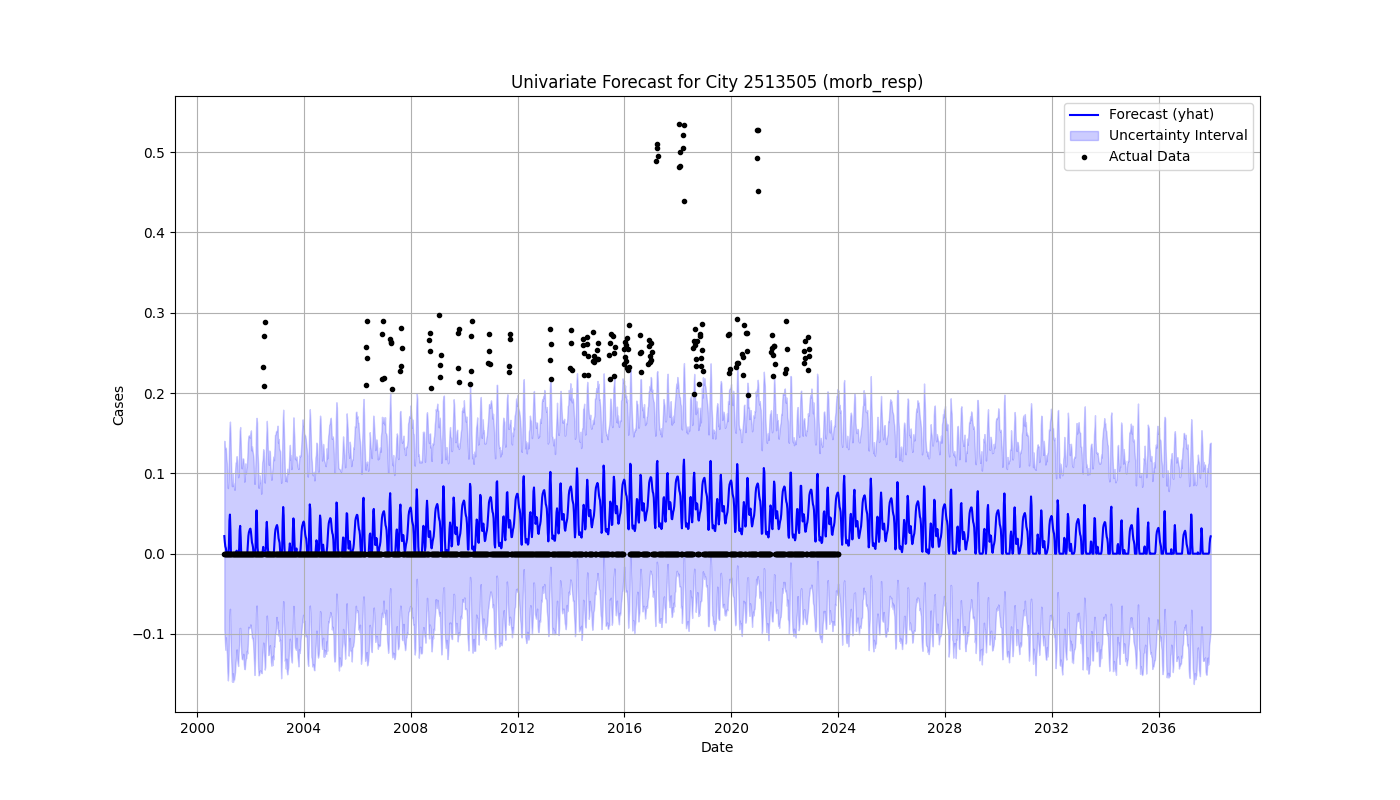 Univariate Forecast for City 2513505 (morb_resp)
Forecast (yhat)
Uncertainty Interval
Actual Data
Cases
0.5
0.4
0.3
0.2
0.1
0.0
−0.1
2000 2004 2008 2012 2016 2020 2024 2028 2032 2036
Date